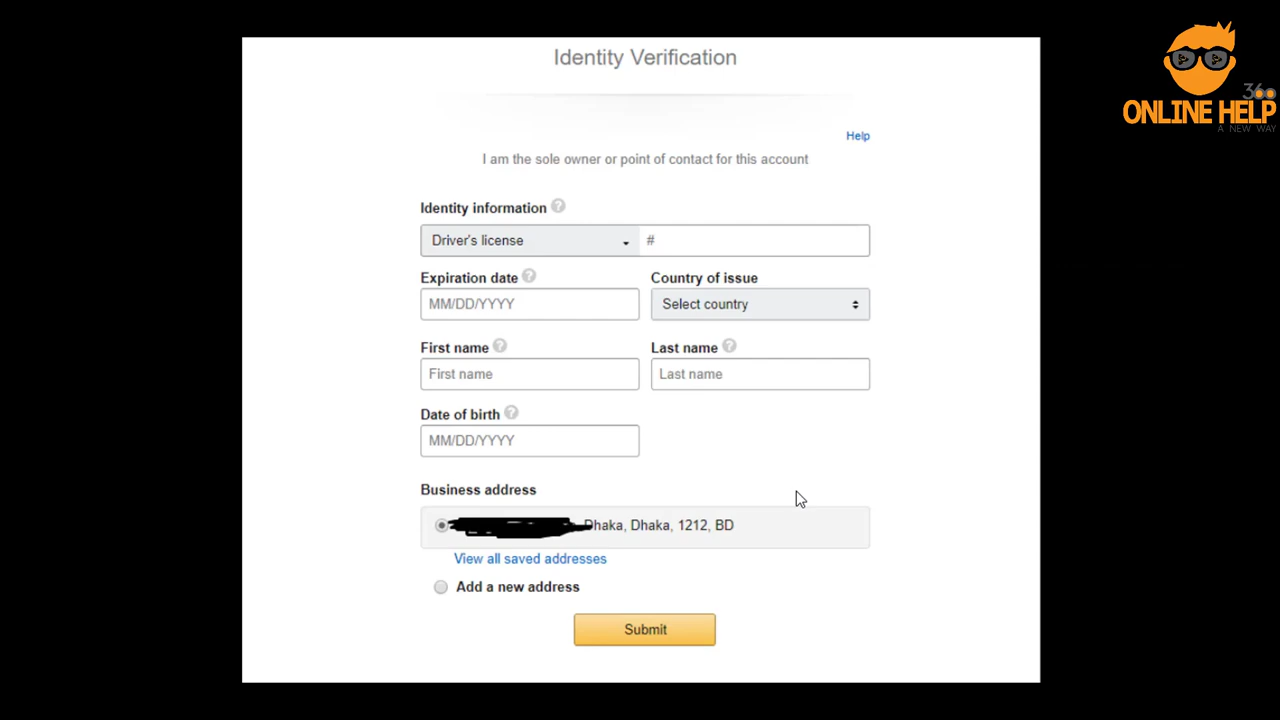 Identity Verification
Help
I am the sole owner or point of contact for this account
Identity information ?
Driver's license #
Expiration date ? Country of issue
MM/DD/YYYY Select country
First name ? Last name ?
First name Last name
Date of birth ?
MM/DD/YYYY
Business address
Dhaka, Dhaka, 1212, BD
View all saved addresses
Add a new address
Submit
360
ONLINE HELP
A NEW WAY